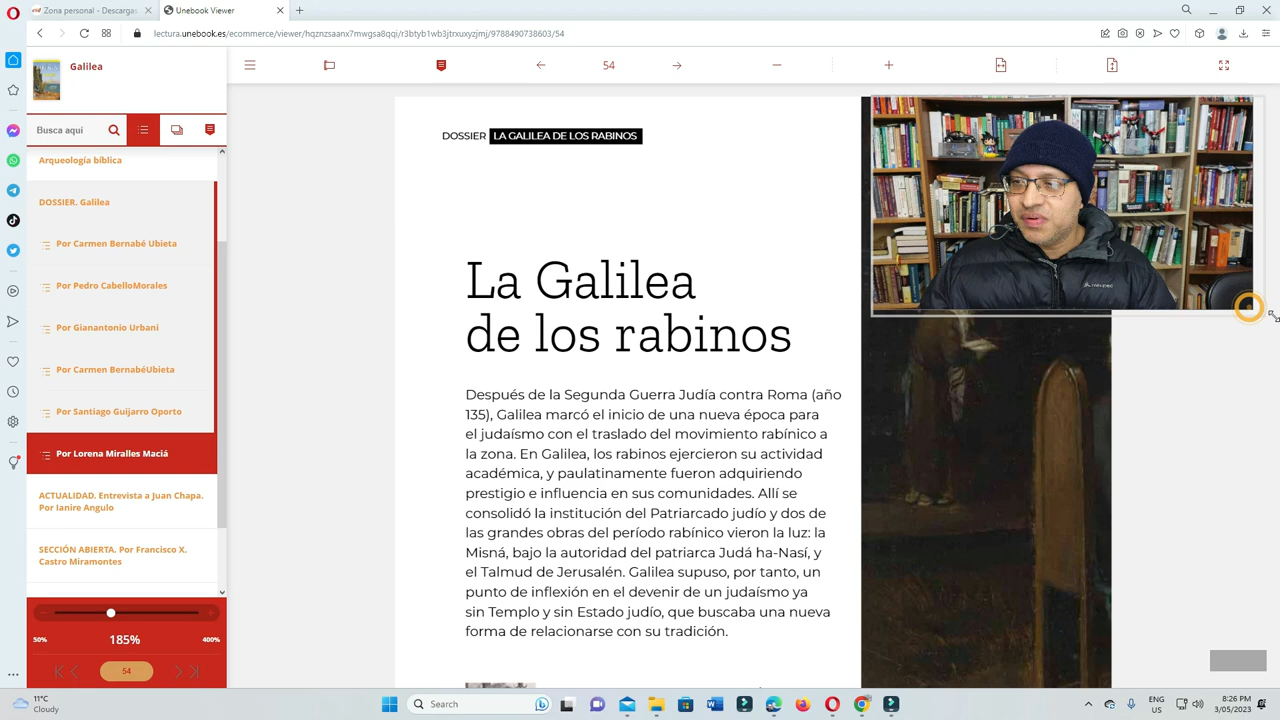 Zona personal - Descargas
Unebook Viewer
lectura.unebook.es/ecommerce/viewer/hqznzsaanx7mwgsa8qqi/r3btyb1wb3jtrxuxyzjmj/9788490738603/54
Galilea
54
Busca aqui
Arqueología bíblica
DOSSIER. Galilea
Por Carmen Bernabé Ubieta
Por Pedro CabelloMorales
Por Gianantonio Urbani
Por Carmen BernabéUbieta
Por Santiago Guijarro Oporto
Por Lorena Miralles Maciá
ACTUALIDAD. Entrevista a Juan Chapa.
Por Ianire Angulo
SECCIÓN ABIERTA. Por Francisco X.
Castro Miramontes
50%
185%
400%
54
DOSSIER LA GALILEA DE LOS RABINOS
La Galilea
de los rabinos
Después de la Segunda Guerra Judía contra Roma (año
135), Galilea marcó el inicio de una nueva época para
el judaísmo con el traslado del movimiento rabínico a
la zona. En Galilea, los rabinos ejercieron su actividad
académica, y paulatinamente fueron adquiriendo
prestigio e influencia en sus comunidades. Allí se
consolidó la institución del Patriarcado judío y dos de
las grandes obras del período rabínico vieron la luz: la
Misná, bajo la autoridad del patriarca Judá ha-Nasí, y
el Talmud de Jerusalén. Galilea supuso, por tanto, un
punto de inflexión en el devenir de un judaísmo ya
sin Templo y sin Estado judío, que buscaba una nueva
forma de relacionarse con su tradición.
11°C
Cloudy
Search
ENG
US
8:26 PM
3/05/2023